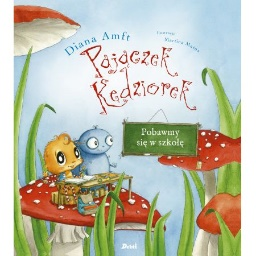 Diana Amft
Pajączek
Kędziorek
Pobawmy
się w szkołę